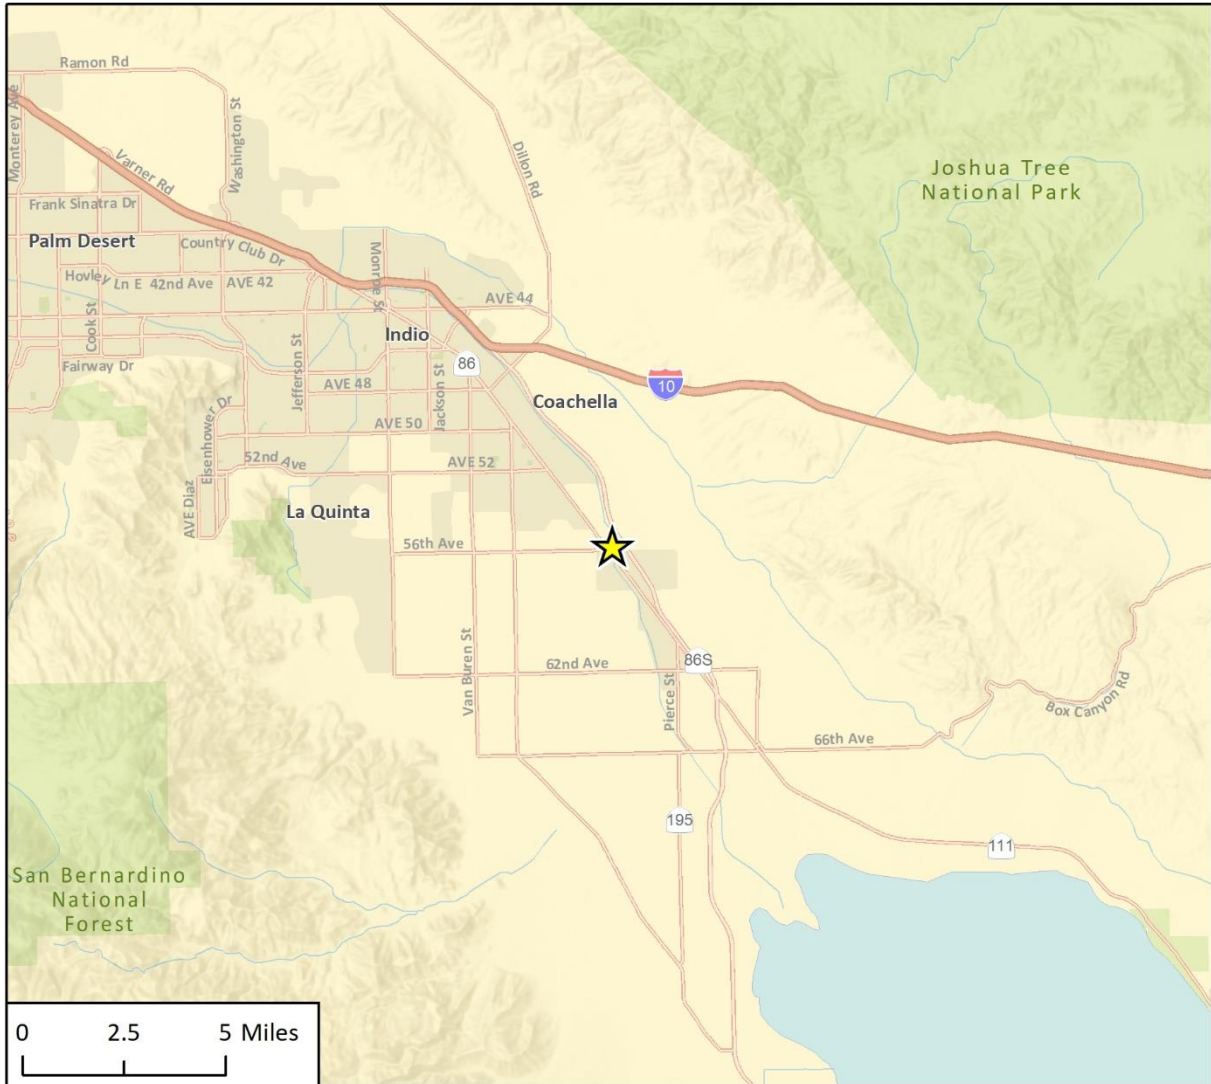 Ramon Rd
Monterey Ave
Washington St
Varner Rd
Dillon Rd
Joshua Tree
National Park
Frank Sinatra Dr
Palm Desert
Country Club Dr
Monroe St
Hovley Ln E
42nd Ave
AVE 42
AVE 44
Cook St
Indio
Jefferson St
Fairway Dr
86
AVE 48
Jackson St
10
Coachella
Eisenhower Dr
AVE 50
52nd Ave
AVE 52
AVE Diaz
La Quinta
56th Ave
Van Buren St
62nd Ave
86S
Pierce St
Box Canyon Rd
66th Ave
195
111
San Bernardino
National
Forest
0 2.5 5 Miles